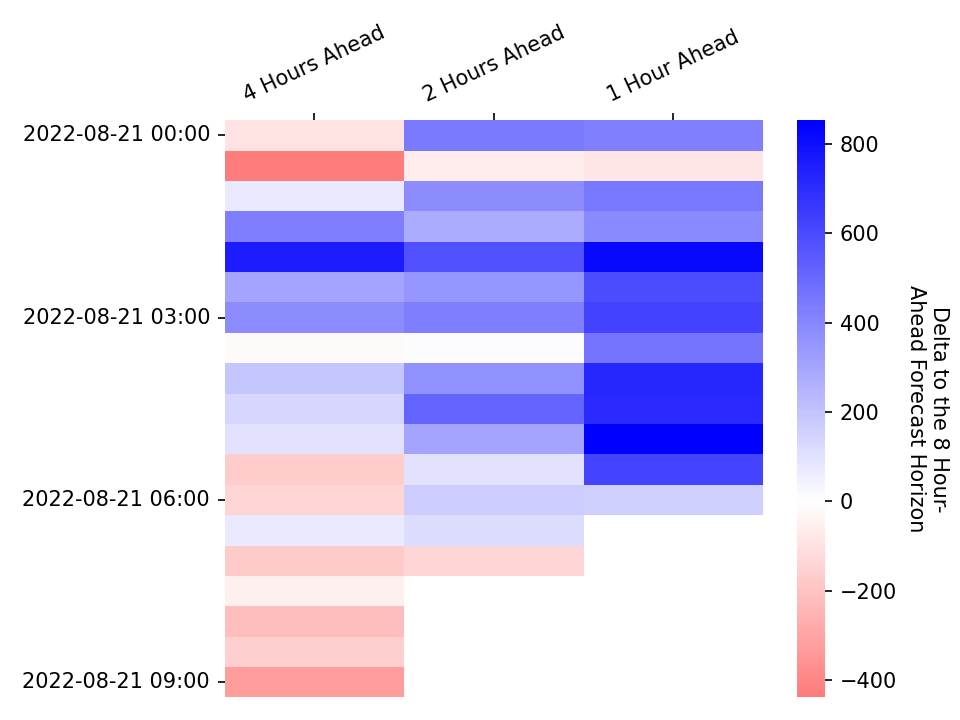 4 Hours Ahead
2 Hours Ahead
1 Hour Ahead
2022-08-21 00:00
2022-08-21 03:00
2022-08-21 06:00
2022-08-21 09:00
800
600
400
200
0
−200
−400
Delta to the 8 Hour-
Ahead Forecast Horizon